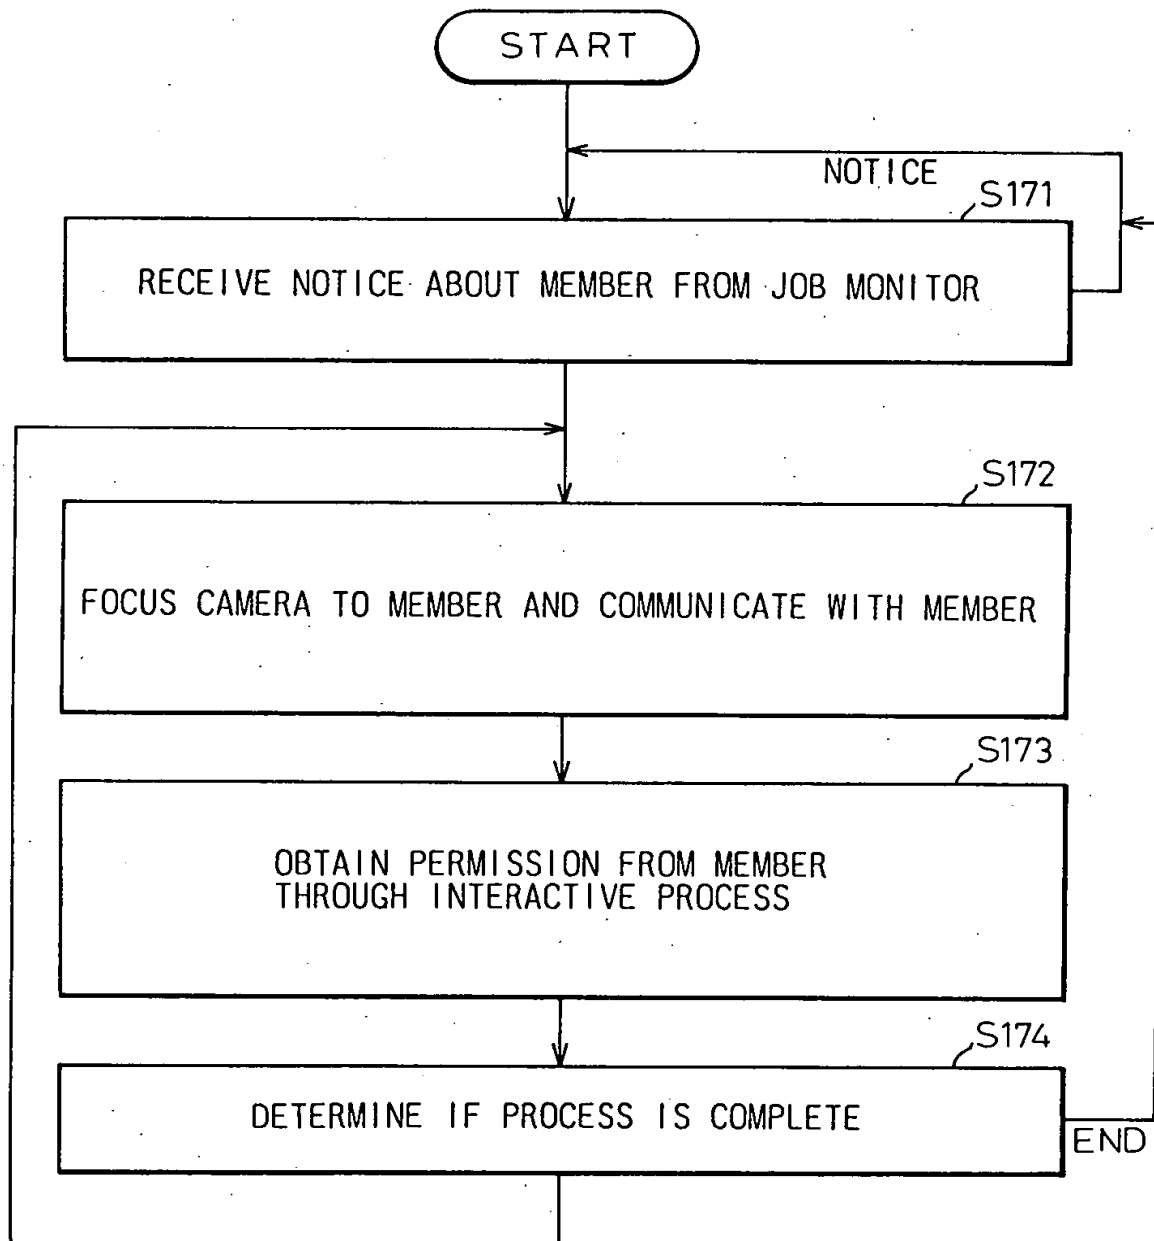 START
NOTICE
S171
RECEIVE NOTICE ABOUT MEMBER FROM JOB MONITOR
S172
FOCUS CAMERA TO MEMBER AND COMMUNICATE WITH MEMBER
S173
OBTAIN PERMISSION FROM MEMBER
THROUGH INTERACTIVE PROCESS
S174
DETERMINE IF PROCESS IS COMPLETE
END